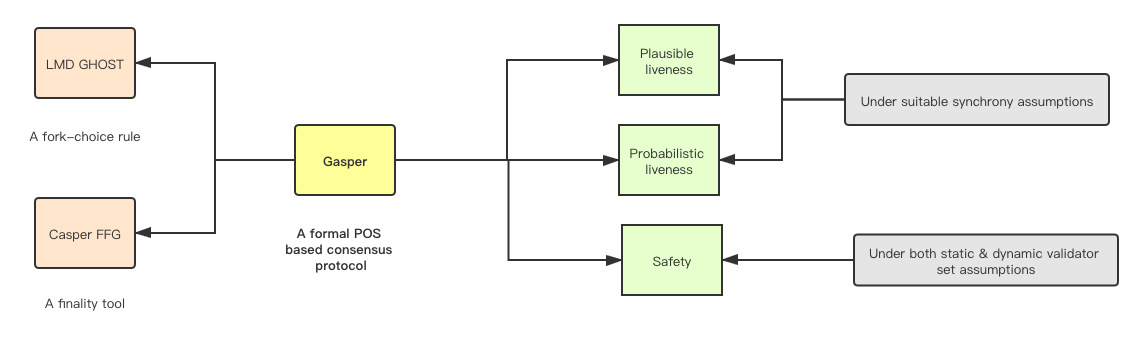 LMD GHOST
A fork-choice rule
Casper FFG
A finality tool
Gasper
A formal POS
based consensus
protocol
Plausible
liveness
Probabilistic
liveness
Safety
Under suitable synchrony assumptions
Under both static & dynamic validator
set assumptions